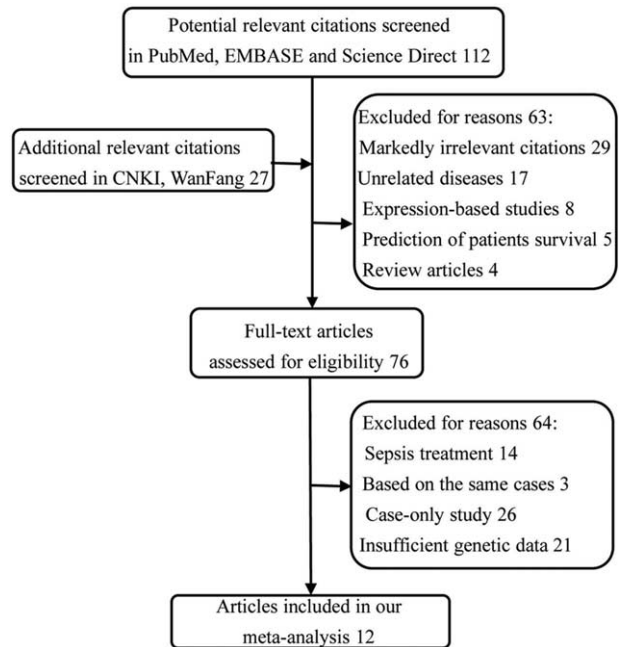 Potential relevant citations screened
in PubMed, EMBASE and Science Direct 112
Additional relevant citations
screened in CNKI, WanFang 27
Excluded for reasons 63:
Markedly irrelevant citations 29
Unrelated diseases 17
Expression-based studies 8
Prediction of patients survival 5
Review articles 4
Full-text articles
assessed for eligibility 76
Excluded for reasons 64:
Sepsis treatment 14
Based on the same cases 3
Case-only study 26
Insufficient genetic data 21
Articles included in our
meta-analysis 12